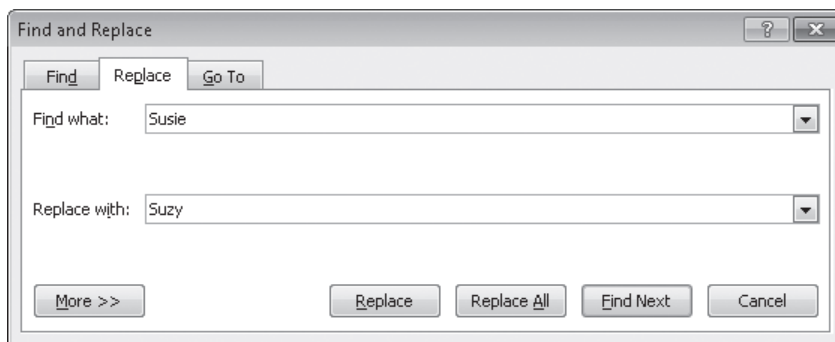 Find and Replace
Find Replace Go To
Find what: Susie
Replace with: Suzy
More >> Replace Replace All Find Next Cancel